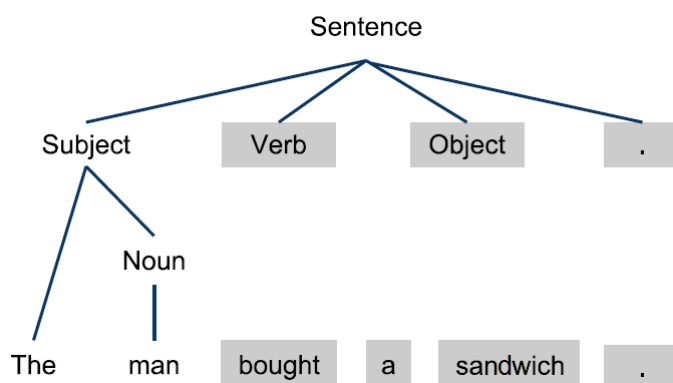 Sentence
Subject Verb Object .
Noun
The man bought a sandwich .